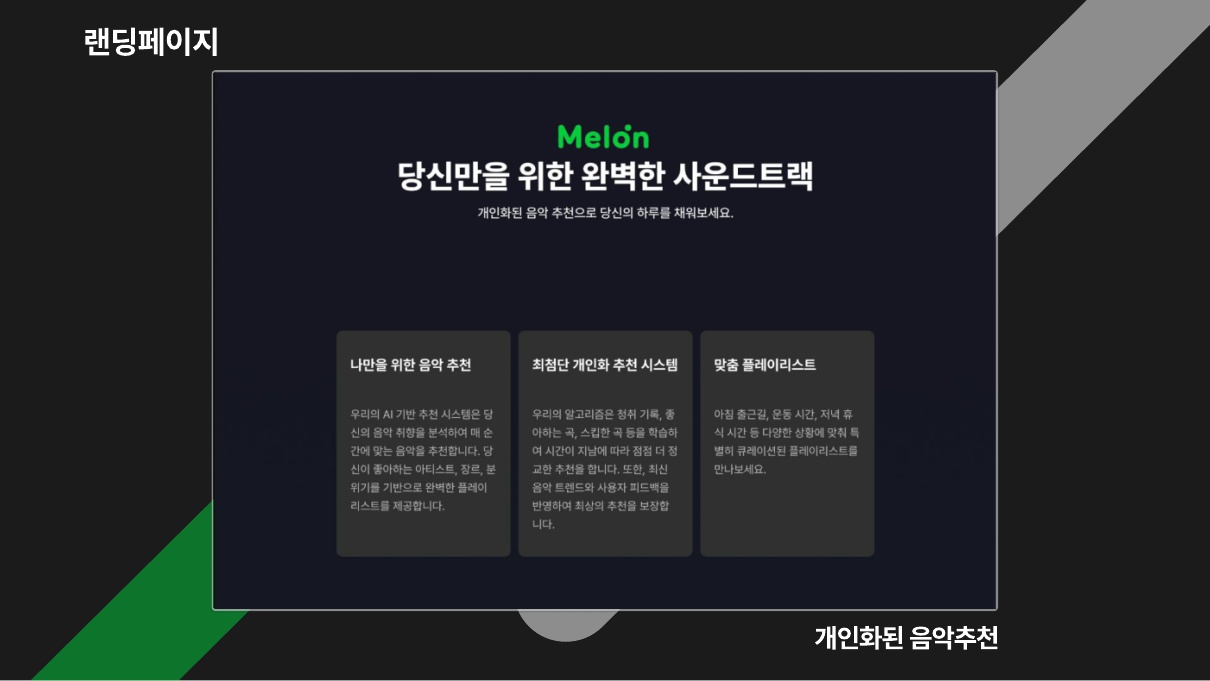 랜딩페이지
Melon
당신만을 위한 완벽한 사운드트랙
개인화된 음악 추천으로 당신의 하루를 채워보세요.
나만을 위한 음악 추천
우리의 AI 기반 추천 시스템은 당
신의 음악 취향을 분석하여 매 순
간에 맞는 음악을 추천합니다. 당
신이 좋아하는 아티스트, 장르, 분
위기를 기반으로 완벽한 플레이
리스트를 제공합니다.
최첨단 개인화 추천 시스템
우리의 알고리즘은 청취 기록, 좋
아하는 곡, 스킵한 곡 등을 학습하
여 시간이 지남에 따라 점점 더 정
교한 추천을 합니다. 또한, 최신
음악 트렌드와 사용자 피드백을
반영하여 최상의 추천을 보장합
니다.
맞춤 플레이리스트
아침 출근길, 운동 시간, 저녁 휴
식 시간 등 다양한 상황에 맞춰 특
별히 큐레이션된 플레이리스트를
만나보세요.
개인화된 음악추천